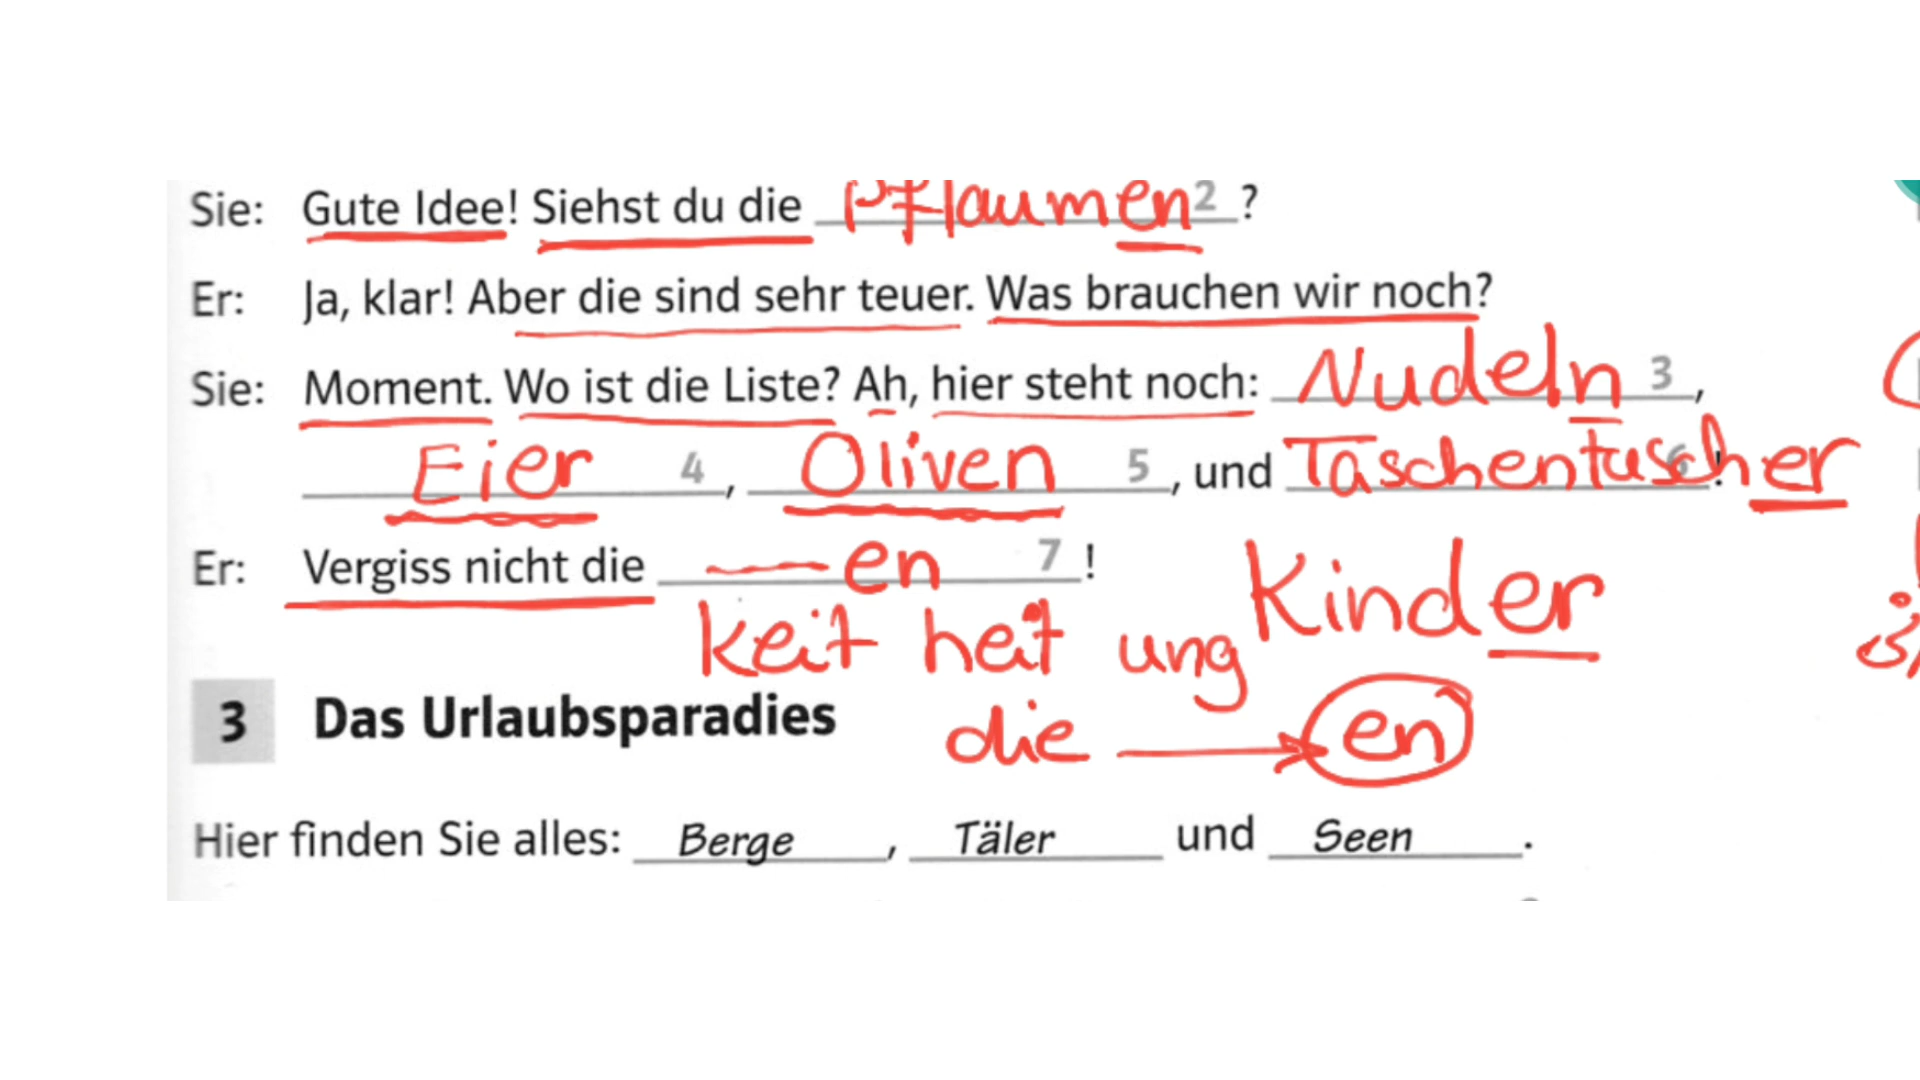 Sie: Gute Idee! Siehst du die Pflaumen 2 ?
Er: Ja, klar! Aber die sind sehr teuer. Was brauchen wir noch?
Sie: Moment. Wo ist die Liste? Ah, hier steht noch: Nudeln 3 ,
Eier 4 , Oliven 5 , und Taschentuscher 6 !
Er: Vergiss nicht die —en 7 !
Kinder
keit heit ung
die → en
3 Das Urlaubsparadies
Hier finden Sie alles: Berge , Täler und Seen .